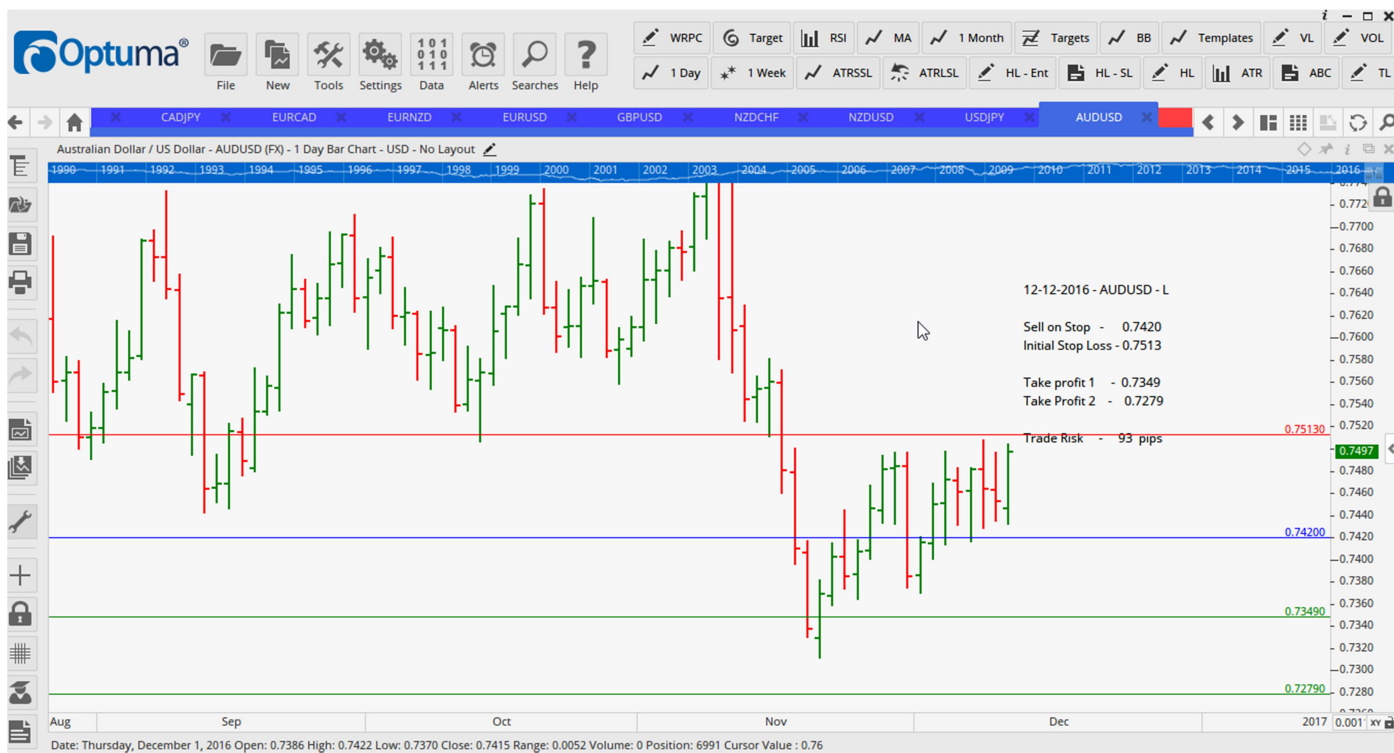 i
Optuma®
File New Tools Settings Data Alerts Searches Help
101
010
111
WRPC Target RSI MA 1 Month Targets BB Templates VL VOL
1 Day 1 Week ATRSSL ATRLSL HL - Ent HL - SL HL ATR ABC TL
CADJPY EURCAD EURNZD EURUSD GBPUSD NZDCHF NZDUSD USDJPY AUDUSD
Australian Dollar / US Dollar - AUDUSD (FX) - 1 Day Bar Chart - USD - No Layout
1990 1991 1992 1993 1994 1995 1996 1997 1998 1999 2000 2001 2002 2003 2004 2005 2006 2007 2008 2009 2010 2011 2012 2013 2014 2015 2016
0.7720
0.7700
0.7680
0.7660
12-12-2016 - AUDUSD - L
0.7640
0.7620
Sell on Stop - 0.7420
0.7600
Initial Stop Loss - 0.7513
0.7580
Take profit 1 - 0.7349
0.7560
Take Profit 2 - 0.7279
0.7540
0.7520
0.75130
Trade Risk - 93 pips
0.7497
0.7480
0.7460
0.7440
0.74200
0.7420
0.7400
0.7380
0.7360
0.73490
0.7340
0.7320
0.7300
0.72790
0.7280
Aug Sep Oct Nov Dec 2017 0.001 XY
Date: Thursday, December 1, 2016 Open: 0.7386 High: 0.7422 Low: 0.7370 Close: 0.7415 Range: 0.0052 Volume: 0 Position: 6991 Cursor Value : 0.76